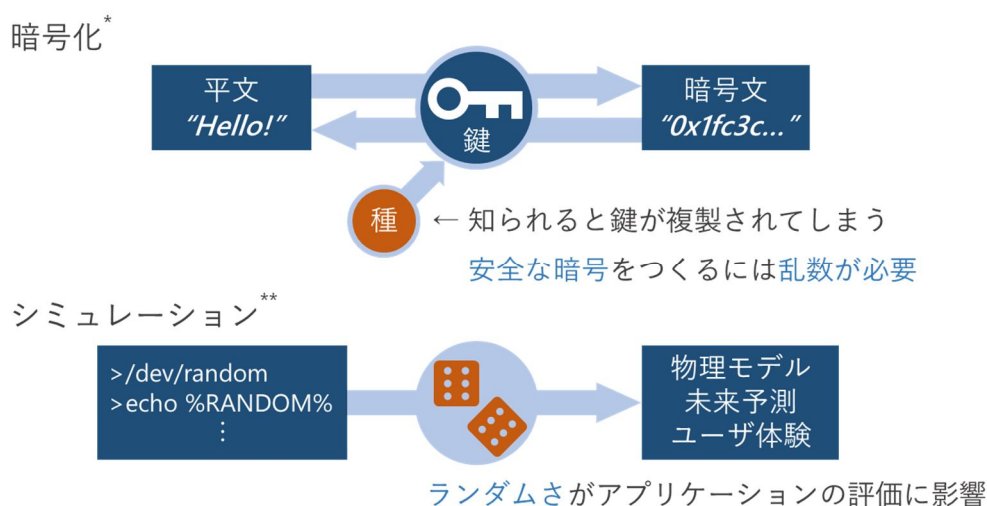 暗号化*
平文
“Hello!”
鍵
暗号文
“0x1fc3c...”
種
← 知られると鍵が複製されてしまう
安全な暗号をつくるには乱数が必要
シミュレーション**
>/dev/random
>echo %RANDOM%
⋮
物理モデル
未来予測
ユーザ体験
ランダムさがアプリケーションの評価に影響